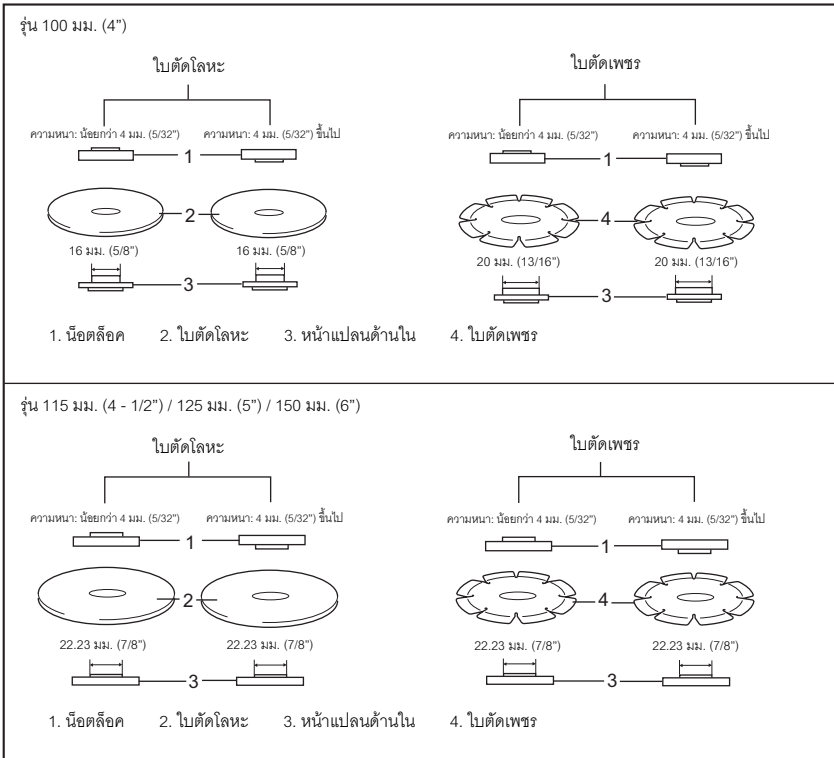 รุ่น 100 มม. (4”)
ใบตัดโลหะ
ใบตัดเพชร
ความหนา: น้อยกว่า 4 มม. (5/32")
ความหนา: 4 มม. (5/32") ขึ้นไป
ความหนา: น้อยกว่า 4 มม. (5/32")
ความหนา: 4 มม. (5/32") ขึ้นไป
1
1
2
4
16 มม. (5/8")
16 มม. (5/8")
20 มม. (13/16”)
20 มม. (13/16”)
3
3
1. น็อตล็อค 2. ใบตัดโลหะ 3. หน้าแปลนด้านใน 4. ใบตัดเพชร
รุ่น 115 มม. (4 - 1/2”) / 125 มม. (5”) / 150 มม. (6”)
ใบตัดโลหะ
ใบตัดเพชร
ความหนา: น้อยกว่า 4 มม. (5/32")
ความหนา: 4 มม. (5/32") ขึ้นไป
ความหนา: น้อยกว่า 4 มม. (5/32")
ความหนา: 4 มม. (5/32") ขึ้นไป
1
1
2
4
22.23 มม. (7/8")
22.23 มม. (7/8")
22.23 มม. (7/8")
22.23 มม. (7/8")
3
3
1. น็อตล็อค 2. ใบตัดโลหะ 3. หน้าแปลนด้านใน 4. ใบตัดเพชร